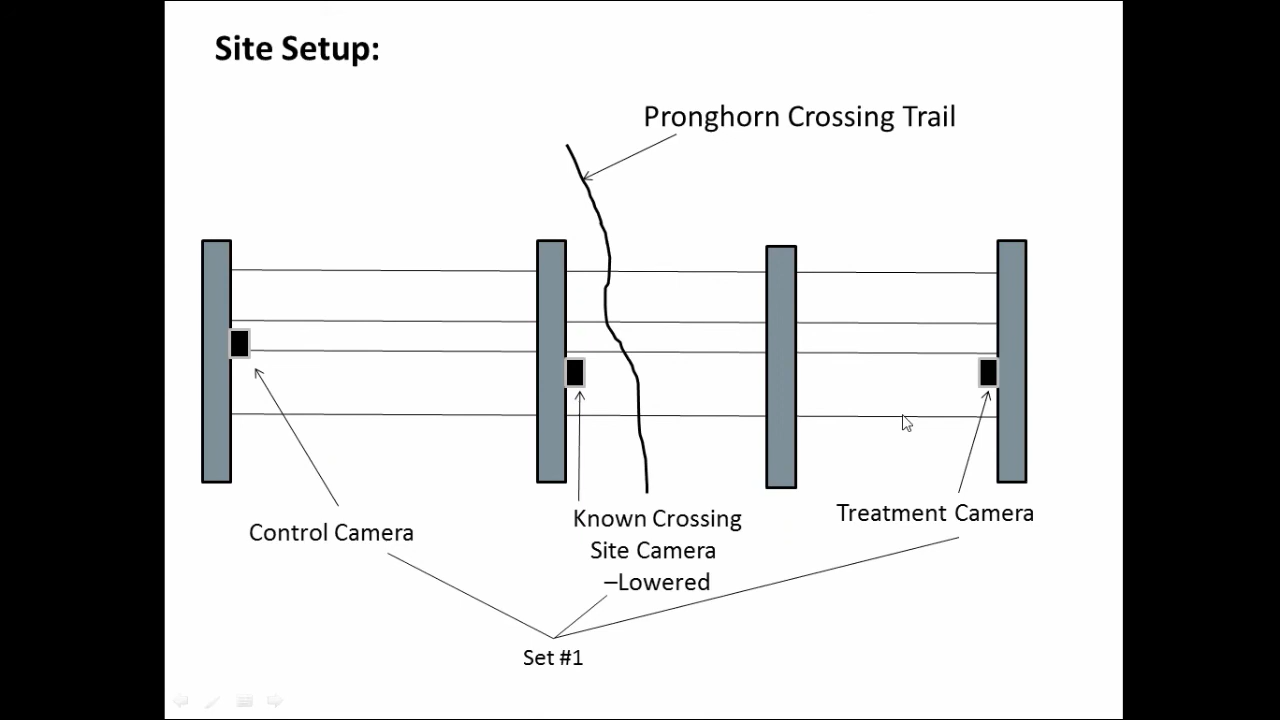 Site Setup:
Pronghorn Crossing Trail
Control Camera
Known Crossing
Site Camera
–Lowered
Treatment Camera
Set #1